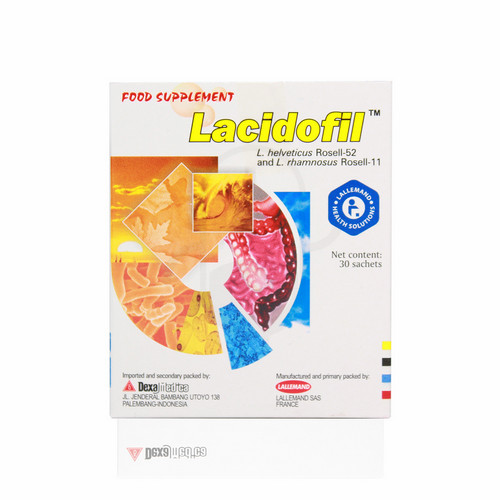 FOOD SUPPLEMENT
Lacidofil™
L. helveticus Rosell-52
and L. rhamnosus Rosell-11
LALLEMAND
HEALTH SOLUTIONS
Net content:
30 sachets
Imported and secondary packed by:
Dexa Medica
JL. JENDERAL BAMBANG UTOYO 138
PALEMBANG-INDONESIA
Manufactured and primary packed by:
LALLEMAND
LALLEMAND SAS
FRANCE
Dexa Medica